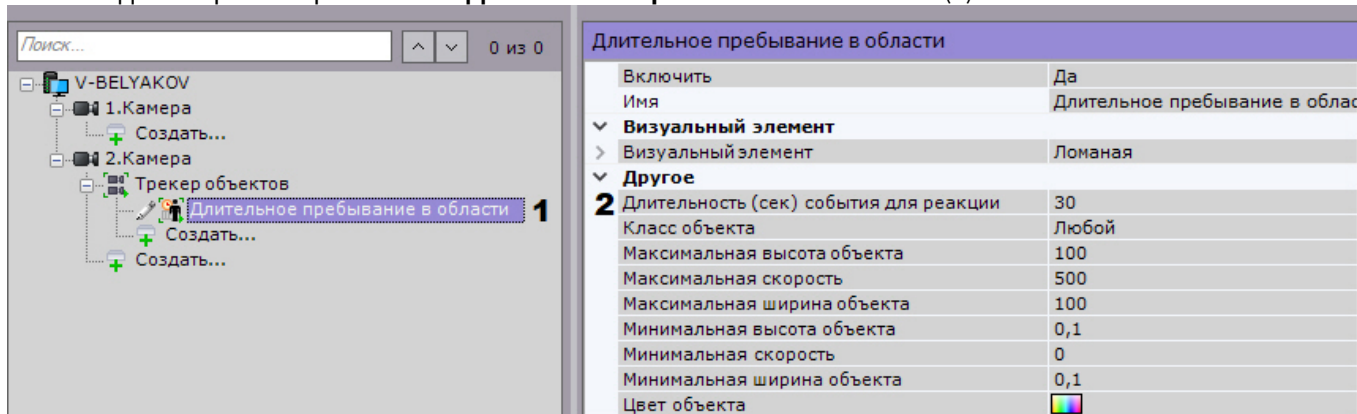 Поиск...
0 из 0
V-BELYAKOV
1.Камера
Создать...
2.Камера
Трекер объектов
Длительное пребывание в области 1
Создать...
Создать...
Длительное пребывание в области
Включить Да
Имя Длительное пребывание в облас
Визуальный элемент
Визуальный элемент Ломаная
Другое
2 Длительность (сек) события для реакции 30
Класс объекта Любой
Максимальная высота объекта 100
Максимальная скорость 500
Максимальная ширина объекта 100
Минимальная высота объекта 0,1
Минимальная скорость 0
Минимальная ширина объекта 0,1
Цвет объекта